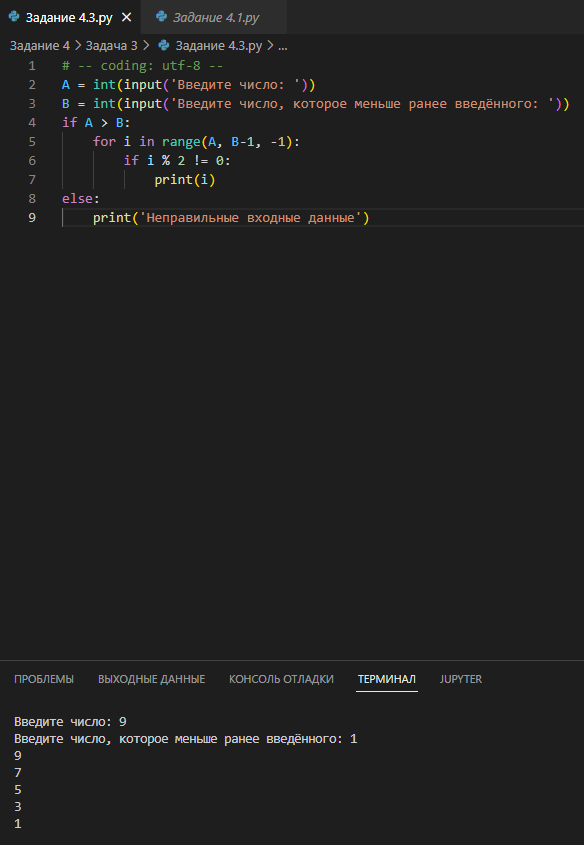 Задание 4.3.py Задание 4.1.py
Задание 4 > Задача 3 > Задание 4.3.py > ...
1 # -- coding: utf-8 --
2 A = int(input('Введите число: '))
3 B = int(input('Введите число, которое меньше ранее введённого: '))
4 if A > B:
5     for i in range(A, B-1, -1):
6         if i % 2 != 0:
7             print(i)
8 else:
9     print('Неправильные входные данные')
ПРОБЛЕМЫ ВЫХОДНЫЕ ДАННЫЕ КОНСОЛЬ ОТЛАДКИ ТЕРМИНАЛ JUPYTER
Введите число: 9
Введите число, которое меньше ранее введённого: 1
9
7
5
3
1